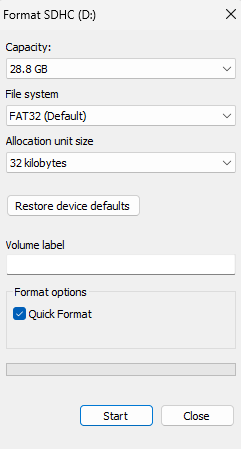 Format SDHC (D:)
Capacity:
28.8 GB
File system
FAT32 (Default)
Allocation unit size
32 kilobytes
Restore device defaults
Volume label
Format options
Quick Format
Start Close